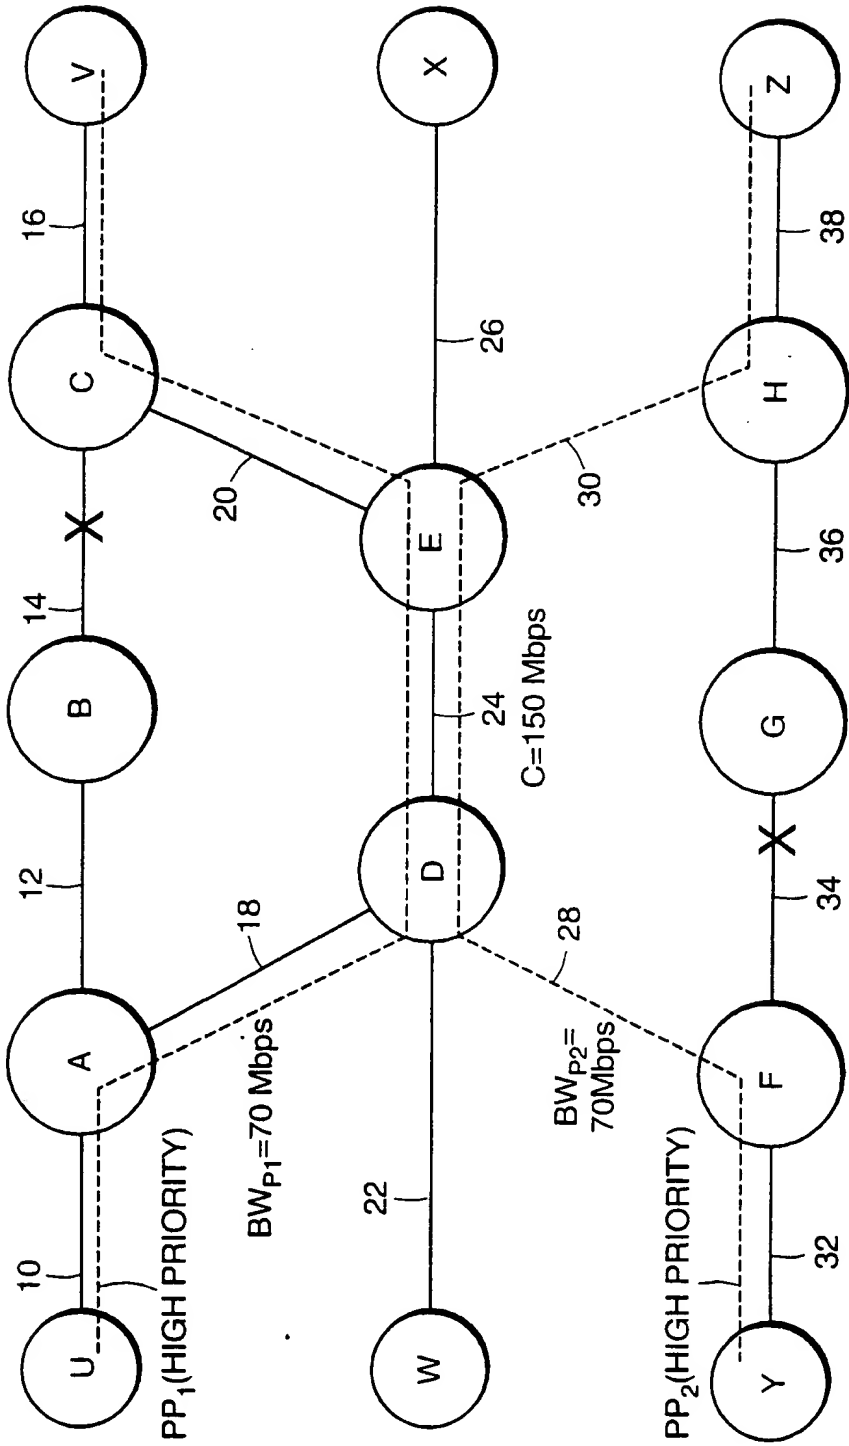 U
10
A
12
B
14
X
C
16
V
PP1(HIGH PRIORITY)
BWP1=70 Mbps
18
20
W
22
D
24
C=150 Mbps
E
26
X
BWP2=
70Mbps
28
30
PP2(HIGH PRIORITY)
Y
32
F
34
X
G
36
H
38
Z